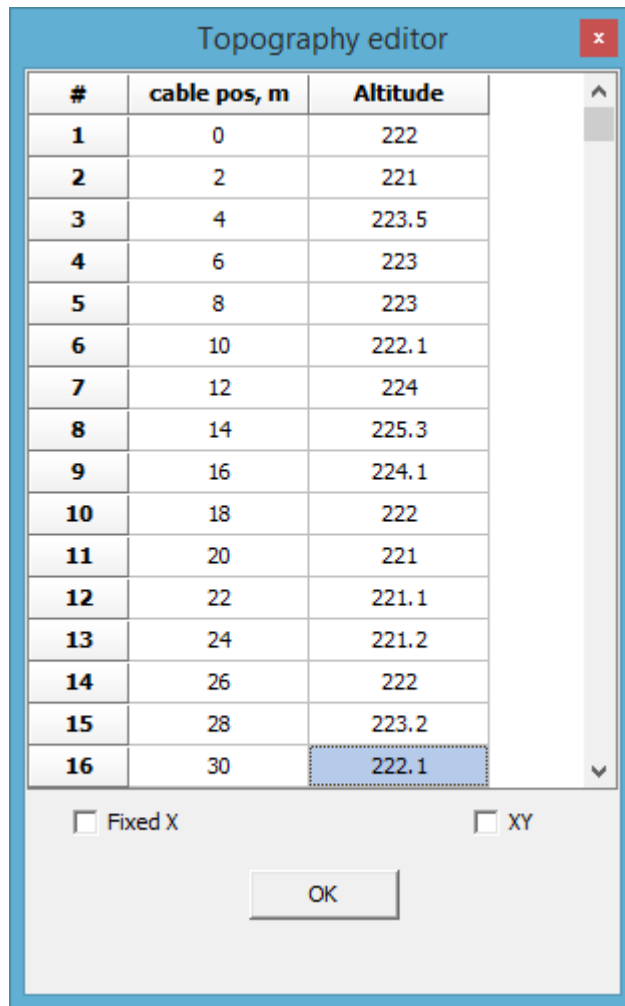 Topography editor
x
# cable pos, m Altitude
1 0 222
2 2 221
3 4 223.5
4 6 223
5 8 223
6 10 222.1
7 12 224
8 14 225.3
9 16 224.1
10 18 222
11 20 221
12 22 221.1
13 24 221.2
14 26 222
15 28 223.2
16 30 222.1
Fixed X XY
OK